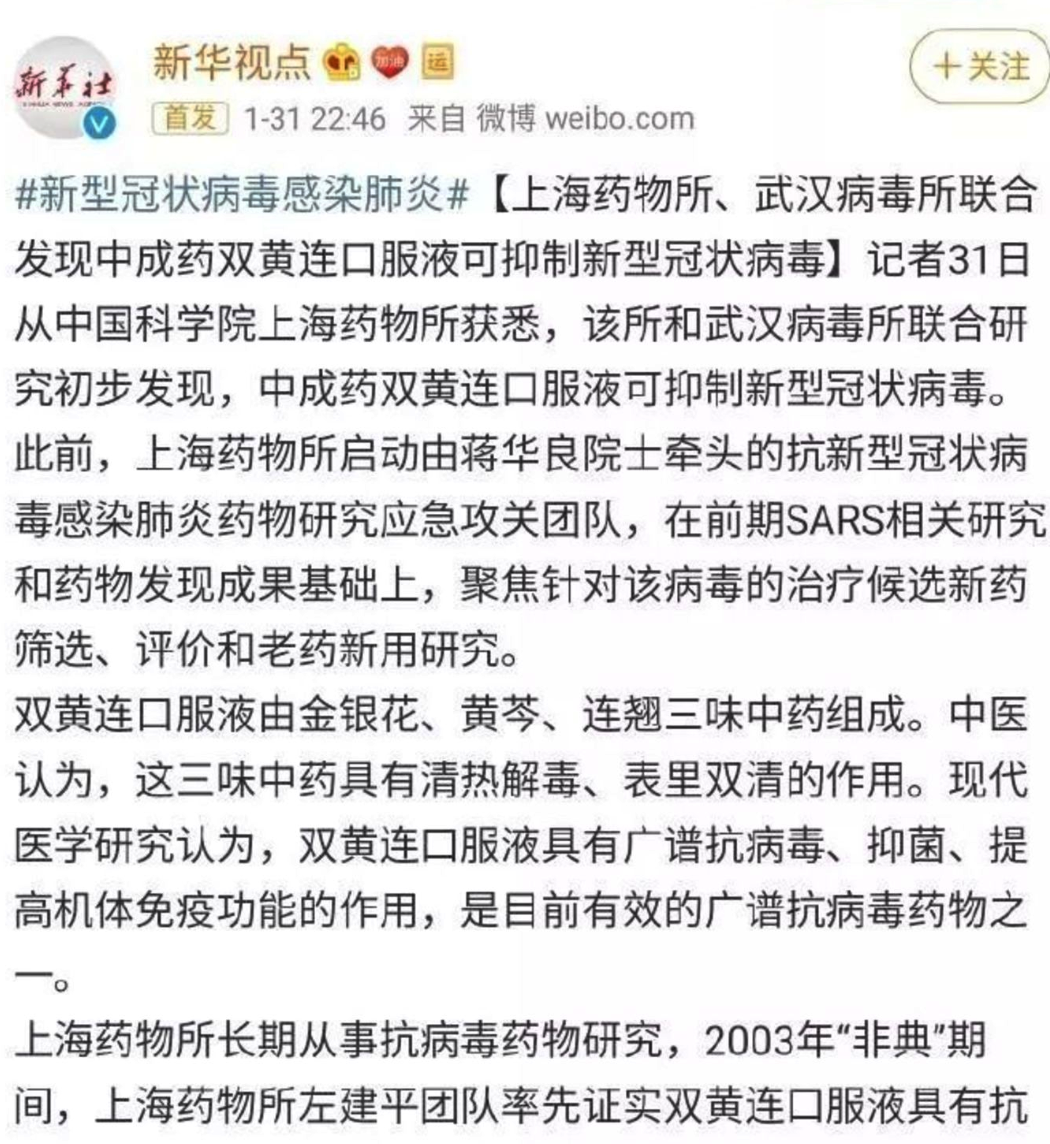 新华社
XINHUA NEWS AGENCY
新华视点 加油 运
+关注
首发 1-31 22:46 来自 微博 weibo.com
#新型冠状病毒感染肺炎#【上海药物所、武汉病毒所联合
发现中成药双黄连口服液可抑制新型冠状病毒】记者31日
从中国科学院上海药物所获悉，该所和武汉病毒所联合研
究初步发现，中成药双黄连口服液可抑制新型冠状病毒。
此前，上海药物所启动由蒋华良院士牵头的抗新型冠状病
毒感染肺炎药物研究应急攻关团队，在前期SARS相关研究
和药物发现成果基础上，聚焦针对该病毒的治疗候选新药
筛选、评价和老药新用研究。
双黄连口服液由金银花、黄芩、连翘三味中药组成。中医
认为，这三味中药具有清热解毒、表里双清的作用。现代
医学研究认为，双黄连口服液具有广谱抗病毒、抑菌、提
高机体免疫功能的作用，是目前有效的广谱抗病毒药物之
一。
上海药物所长期从事抗病毒药物研究，2003年“非典”期
间，上海药物所左建平团队率先证实双黄连口服液具有抗